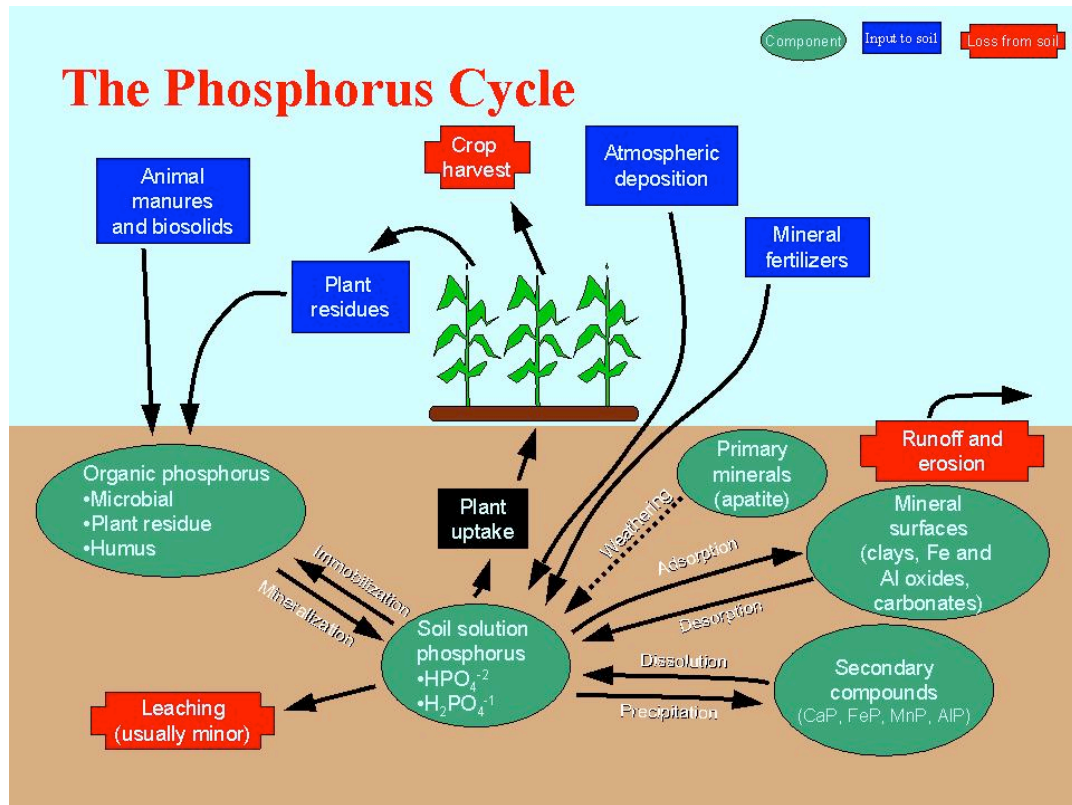 Component
Input to soil
Loss from soil
The Phosphorus Cycle
Crop
harvest
Atmospheric
deposition
Animal
manures
and biosolids
Mineral
fertilizers
Plant
residues
Runoff and
erosion
Primary
minerals
(apatite)
Organic phosphorus
•Microbial
•Plant residue
•Humus
Plant
uptake
Weathering
Mineral
surfaces
(clays, Fe and
Al oxides,
carbonates)
Adsorption
Desorption
Immobilization
Mineralization
Soil solution
phosphorus
•HPO₄⁻²
•H₂PO₄⁻¹
Dissolution
Precipitation
Secondary
compounds
(CaP, FeP, MnP, AlP)
Leaching
(usually minor)